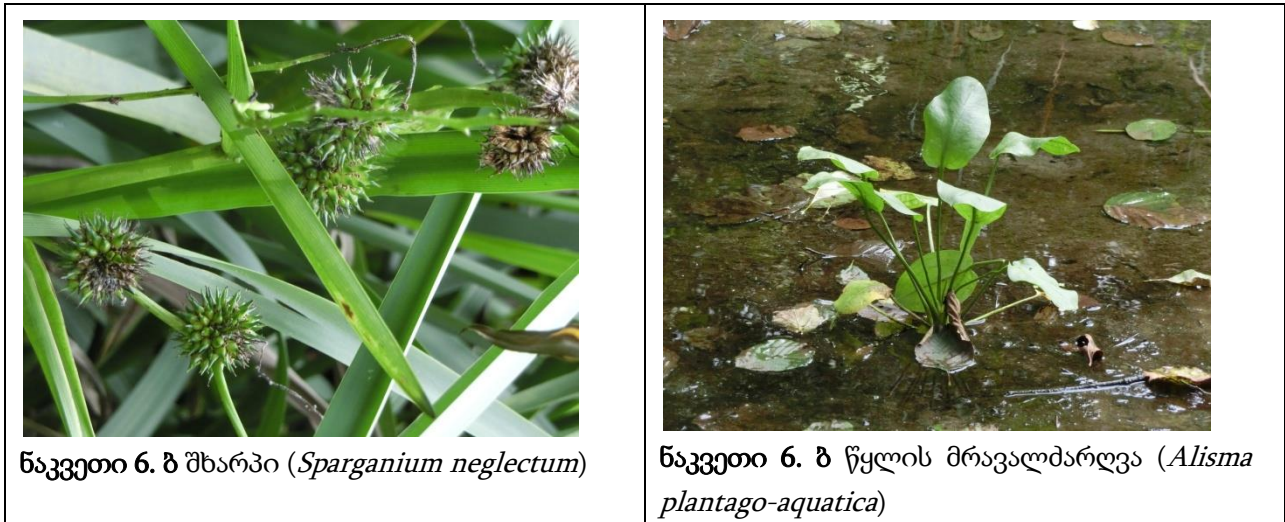 ნაკვეთი 6. ბ შხარპი (Sparganium neglectum)
ნაკვეთი 6. ბ წყლის მრავალძარღვა (Alisma
plantago-aquatica)